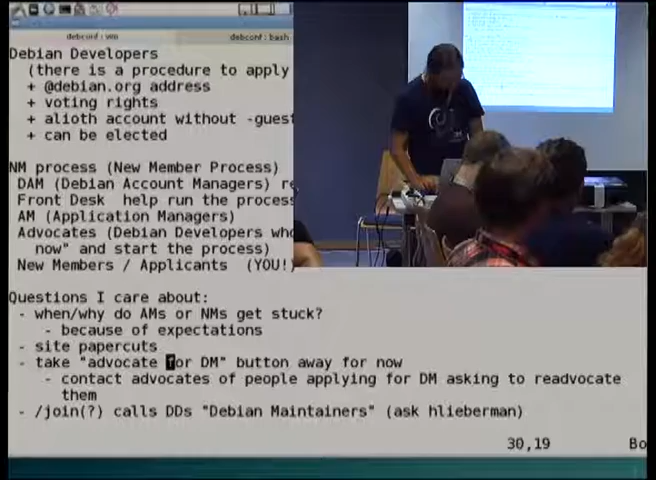 debconf: vim
debconf: bash
Debian Developers
(there is a procedure to apply
+ @debian.org address
+ voting rights
+ alioth account without -guest
+ can be elected
NM process (New Member Process)
DAM (Debian Account Managers) re
Front Desk help run the process
AM (Application Managers)
Advocates (Debian Developers who
now" and start the process)
New Members / Applicants (YOU!)
Questions I care about:
- when/why do AMs or NMs get stuck?
- because of expectations
- site papercuts
- take "advocate for DM" button away for now
- contact advocates of people applying for DM asking to readvocate
them
- /join(?) calls DDs "Debian Maintainers" (ask hlieberman)
30,19
Bo